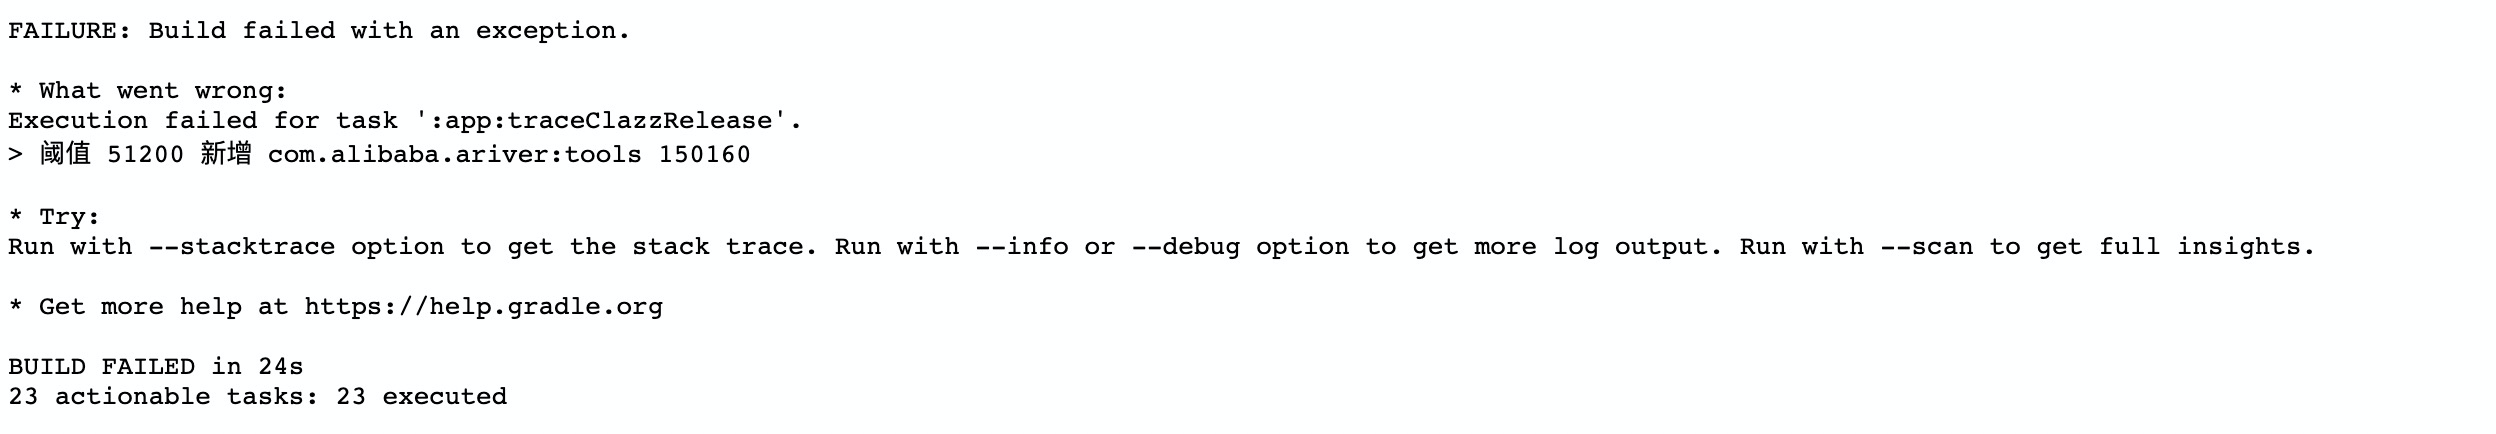 FAILURE: Build failed with an exception.
* What went wrong:
Execution failed for task ':app:traceClazzRelease'.
> 阈值 51200 新增 com.alibaba.ariver:tools 150160
* Try:
Run with --stacktrace option to get the stack trace. Run with --info or --debug option to get more log output. Run with --scan to get full insights.
* Get more help at https://help.gradle.org
BUILD FAILED in 24s
23 actionable tasks: 23 executed